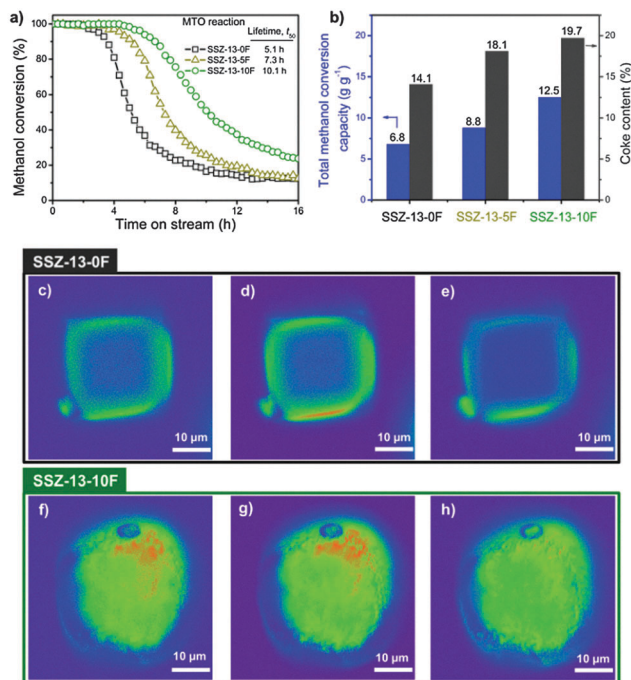 a)
MTO reaction
Lifetime, t50
SSZ-13-0F 5.1 h
SSZ-13-5F 7.3 h
SSZ-13-10F 10.1 h
Methanol conversion (%)
100
80
60
40
20
0
0 4 8 12 16
Time on stream (h)
b)
Total methanol conversion
capacity (g g-1)
20
15
10
5
0
6.8
14.1
8.8
18.1
12.5
19.7
SSZ-13-0F SSZ-13-5F SSZ-13-10F
20
15
10
5
0
Coke content (%)
SSZ-13-0F
c)
10 µm
d)
10 µm
e)
10 µm
SSZ-13-10F
f)
10 µm
g)
10 µm
h)
10 µm